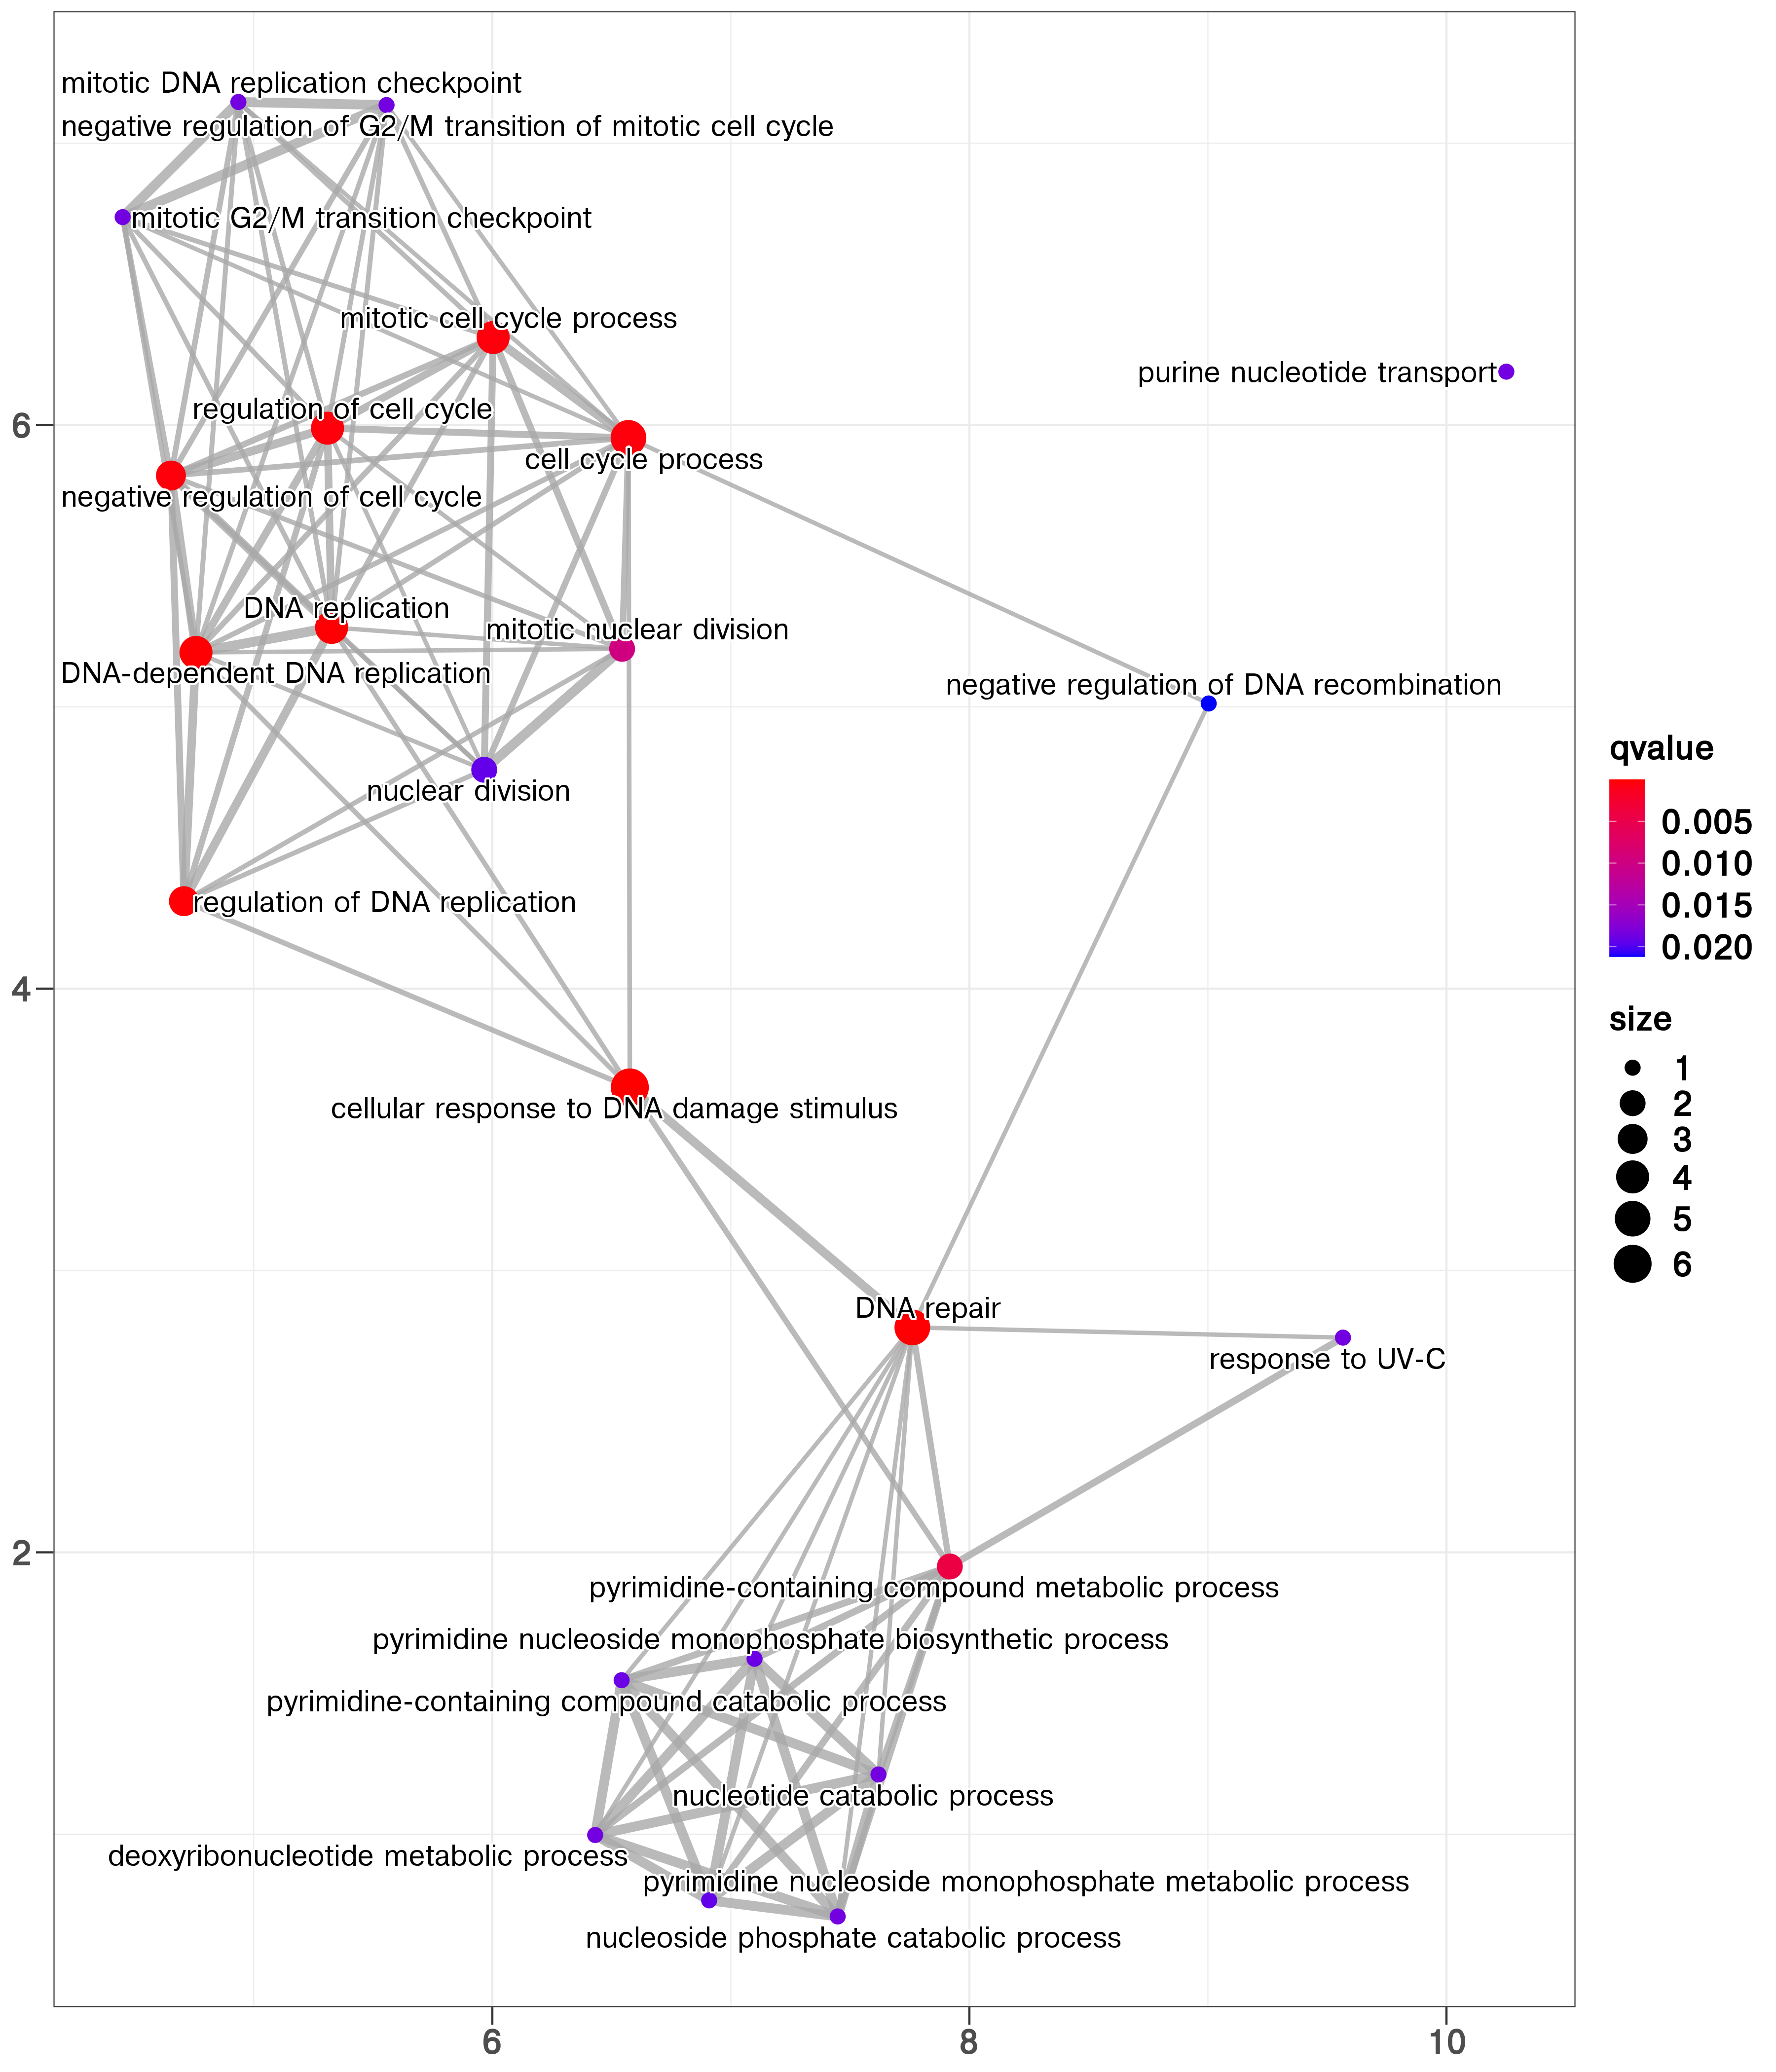 mitotic DNA replication checkpoint
negative regulation of G2/M transition of mitotic cell cycle
mitotic G2/M transition checkpoint
mitotic cell cycle process
purine nucleotide transport
regulation of cell cycle
6
cell cycle process
negative regulation of cell cycle
DNA replication
mitotic nuclear division
DNA-dependent DNA replication
negative regulation of DNA recombination
nuclear division
regulation of DNA replication
4
cellular response to DNA damage stimulus
DNA repair
response to UV-C
2
pyrimidine-containing compound metabolic process
pyrimidine nucleoside monophosphate biosynthetic process
pyrimidine-containing compound catabolic process
nucleotide catabolic process
deoxyribonucleotide metabolic process
pyrimidine nucleoside monophosphate metabolic process
nucleoside phosphate catabolic process
6 8 10
qvalue
0.005
0.010
0.015
0.020
size
1
2
3
4
5
6